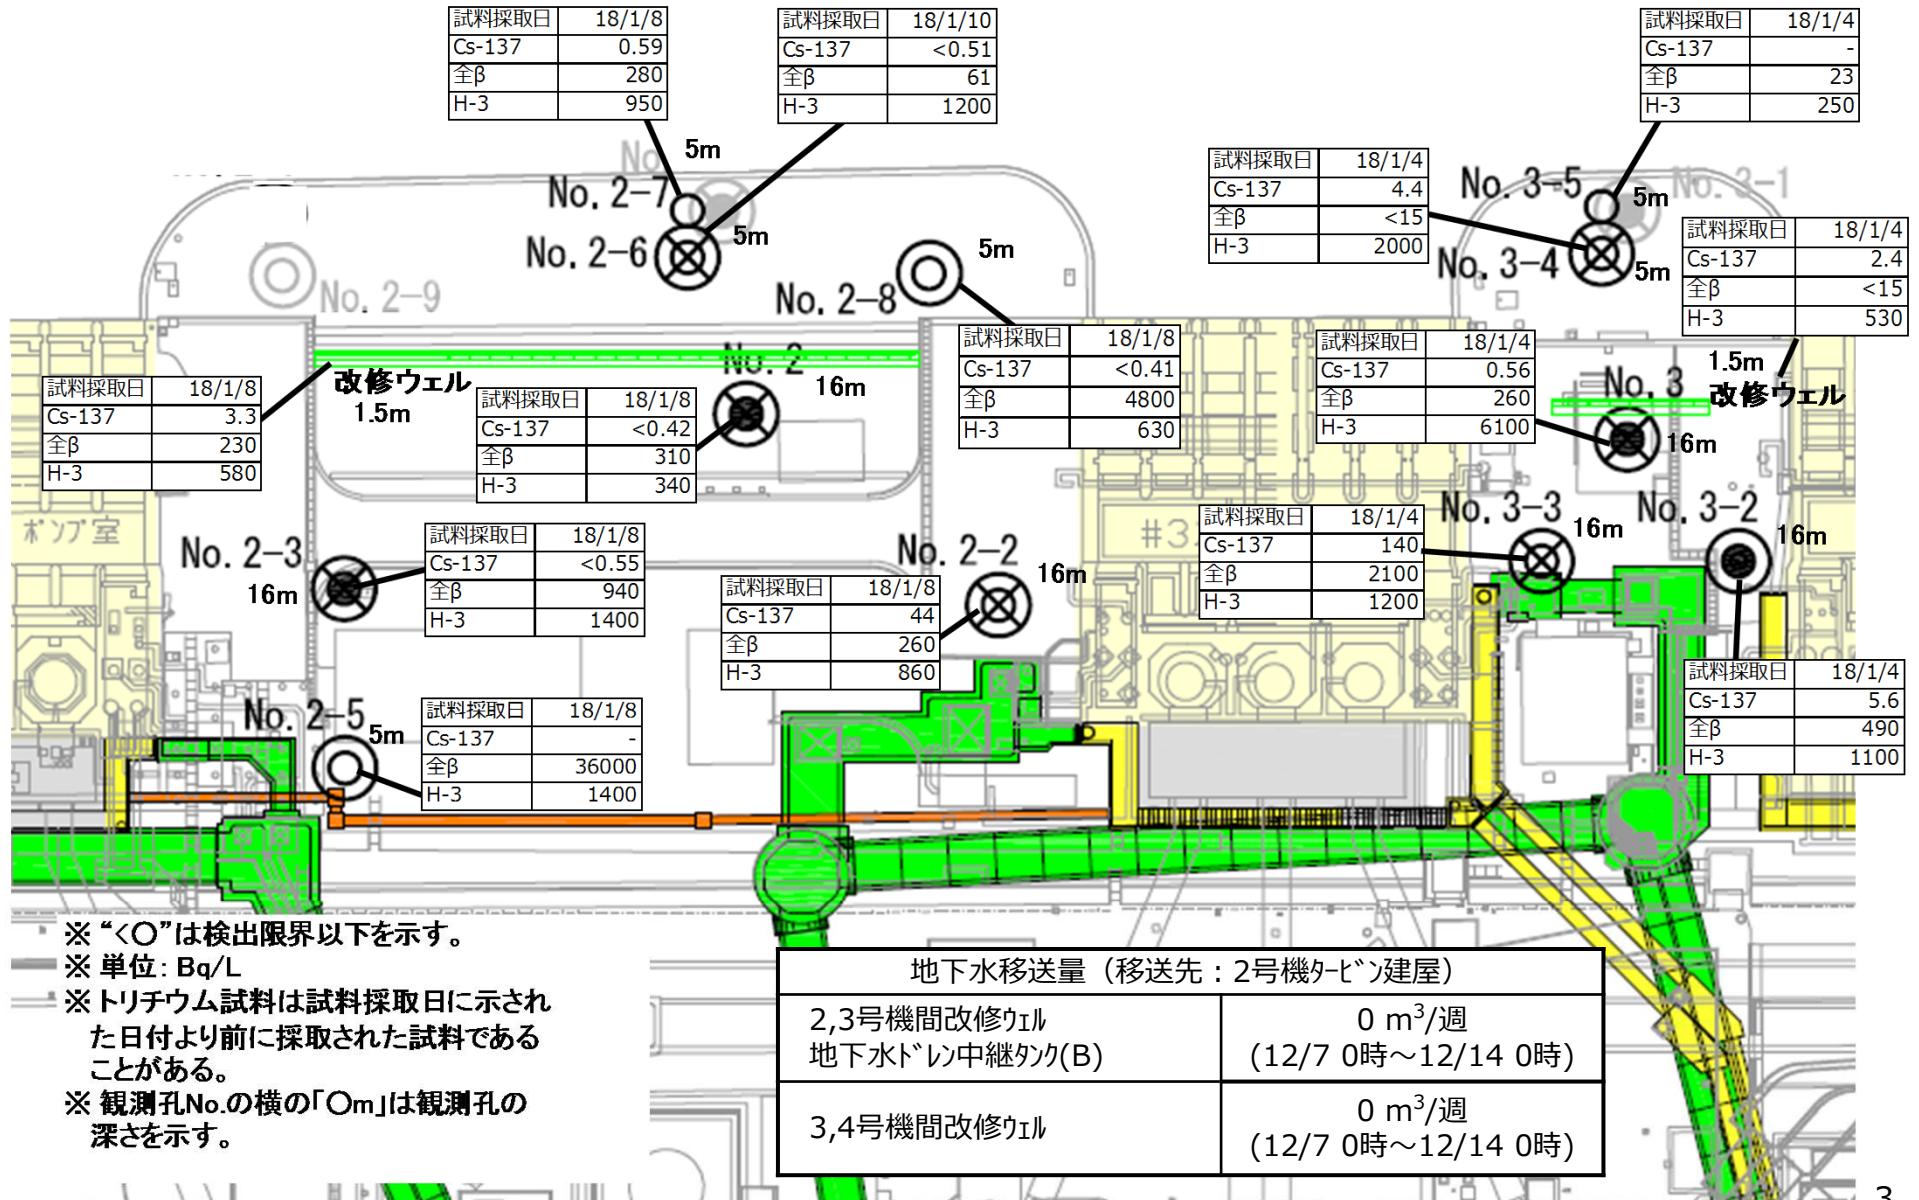 試料採取日 18/1/8
Cs-137 0.59
全β 280
H-3 950
試料採取日 18/1/10
Cs-137 <0.51
全β 61
H-3 1200
試料採取日 18/1/4
Cs-137 -
全β 23
H-3 250
試料採取日 18/1/4
Cs-137 4.4
全β <15
H-3 2000
試料採取日 18/1/4
Cs-137 2.4
全β <15
H-3 530
No 5m
No. 2-7
No. 2-6 5m
No. 2-8 5m
No. 2-9
No. 3-5 5m
No. 3-1
No. 3-4 5m
試料採取日 18/1/8
Cs-137 3.3
全β 230
H-3 580
改修ウェル
1.5m
試料採取日 18/1/8
Cs-137 <0.42
全β 310
H-3 340
No. 2
16m
試料採取日 18/1/8
Cs-137 <0.41
全β 4800
H-3 630
試料採取日 18/1/4
Cs-137 0.56
全β 260
H-3 6100
No. 3
16m
1.5m
改修ウェル
ポンプ室
No. 2-3
16m
試料採取日 18/1/8
Cs-137 <0.55
全β 940
H-3 1400
No. 2-2
16m
試料採取日 18/1/8
Cs-137 44
全β 260
H-3 860
#3
試料採取日 18/1/4
Cs-137 140
全β 2100
H-3 1200
No. 3-3
16m
No. 3-2
16m
試料採取日 18/1/4
Cs-137 5.6
全β 490
H-3 1100
No. 2-5
5m
試料採取日 18/1/8
Cs-137 -
全β 36000
H-3 1400
※ “<○”は検出限界以下を示す。
※ 単位: Bq/L
※ トリチウム試料は試料採取日に示され
た日付より前に採取された試料である
ことがある。
※ 観測孔No.の横の「○m」は観測孔の
深さを示す。
地下水移送量（移送先：2号機ﾀｰﾋﾞﾝ建屋）
2,3号機間改修ｳｪﾙ
地下水ﾄﾞﾚﾝ中継ﾀﾝｸ(B)
0 m³/週
(12/7 0時～12/14 0時)
3,4号機間改修ｳｪﾙ
0 m³/週
(12/7 0時～12/14 0時)
3